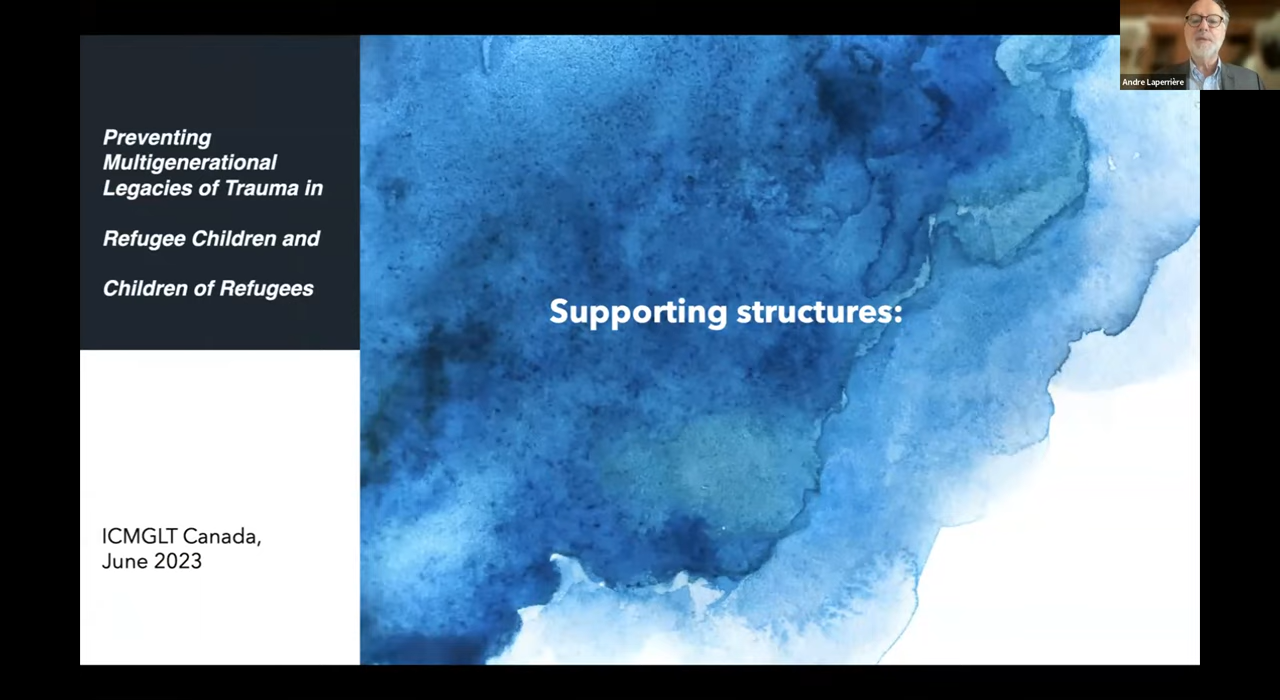 Andre Laperrière
Preventing
Multigenerational
Legacies of Trauma in
Refugee Children and
Children of Refugees
Supporting structures:
ICMGLT Canada,
June 2023